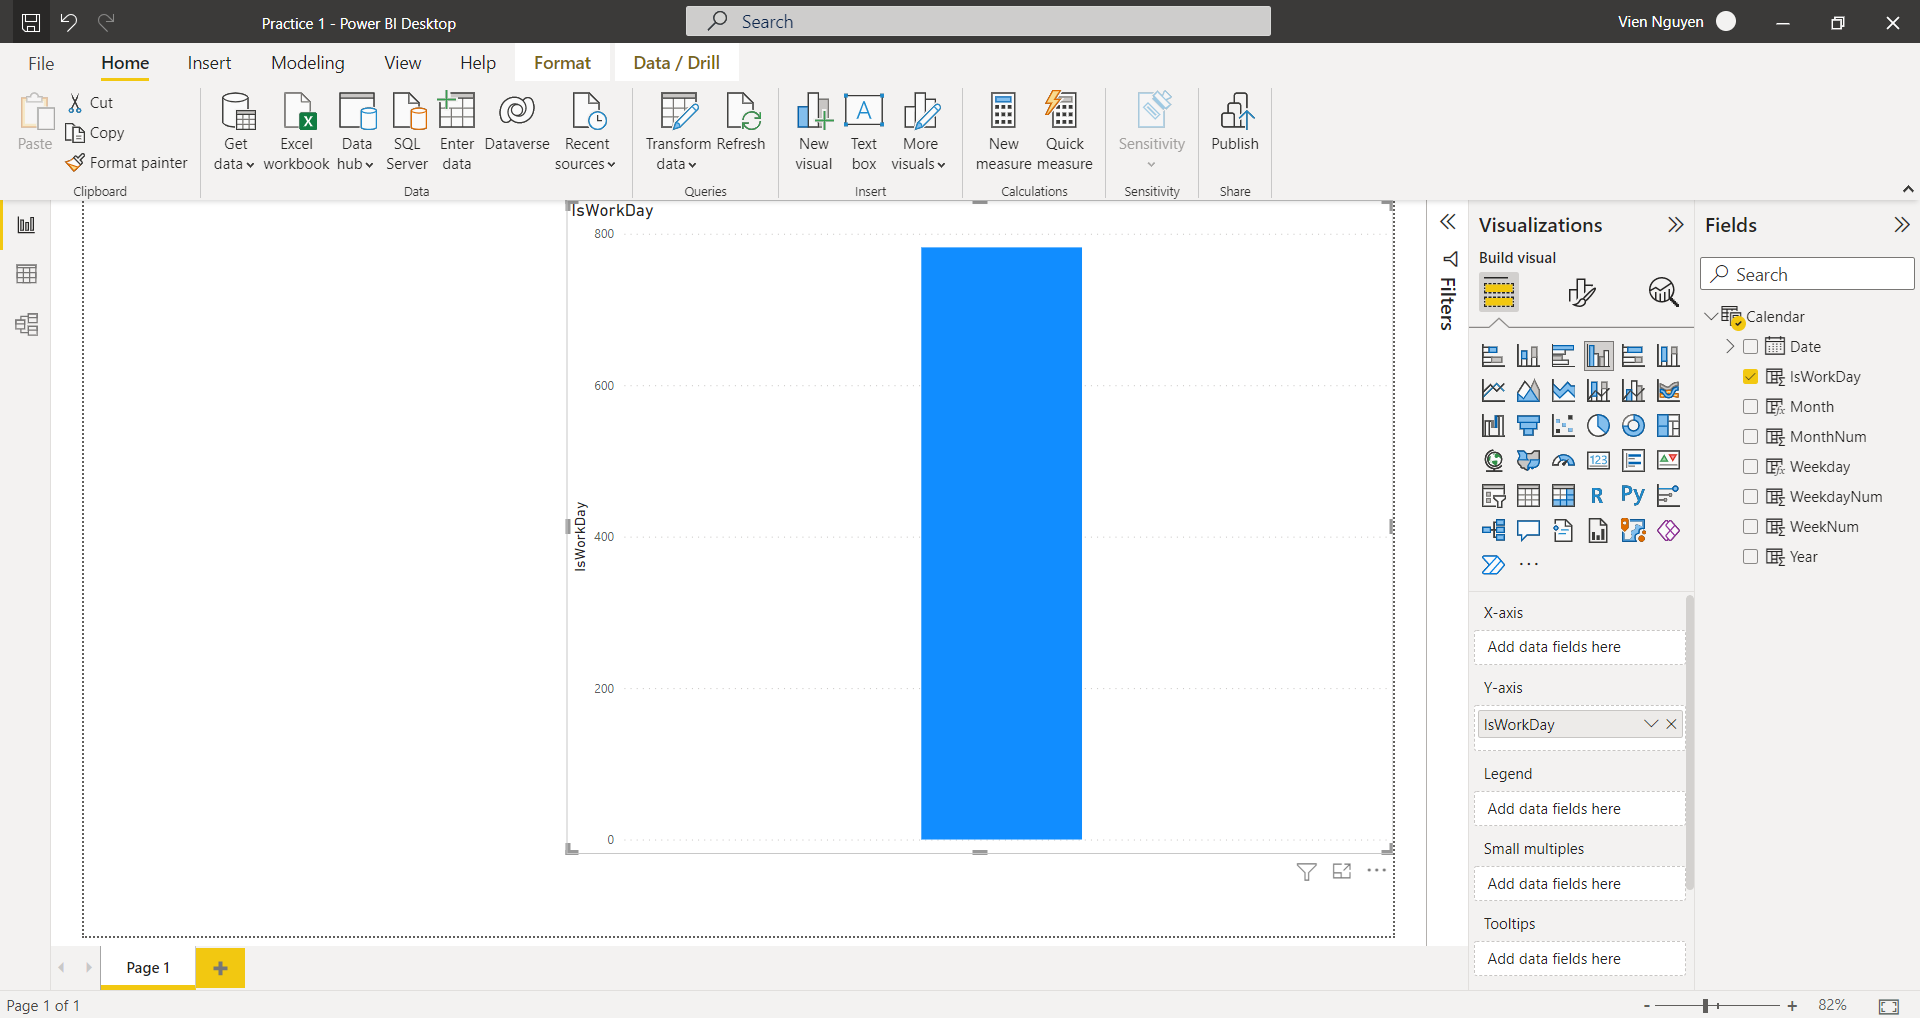 Practice 1 - Power BI Desktop
Search
Vien Nguyen
File
Home
Insert
Modeling
View
Help
Format
Data / Drill
Paste
Cut
Copy
Format painter
Clipboard
Get data
Excel workbook
Data hub
SQL Server
Enter data
Dataverse
Recent sources
Data
Transform data
Refresh
Queries
New visual
Text box
More visuals
Insert
New measure
Quick measure
Calculations
Sensitivity
Sensitivity
Publish
Share
IsWorkDay
800
600
400
200
0
IsWorkDay
Filters
Visualizations
Build visual
123
R
Py
X-axis
Add data fields here
Y-axis
IsWorkDay
Legend
Add data fields here
Small multiples
Add data fields here
Tooltips
Add data fields here
Fields
Search
Calendar
Date
IsWorkDay
Month
MonthNum
Weekday
WeekdayNum
WeekNum
Year
Page 1
Page 1 of 1
- + 82%